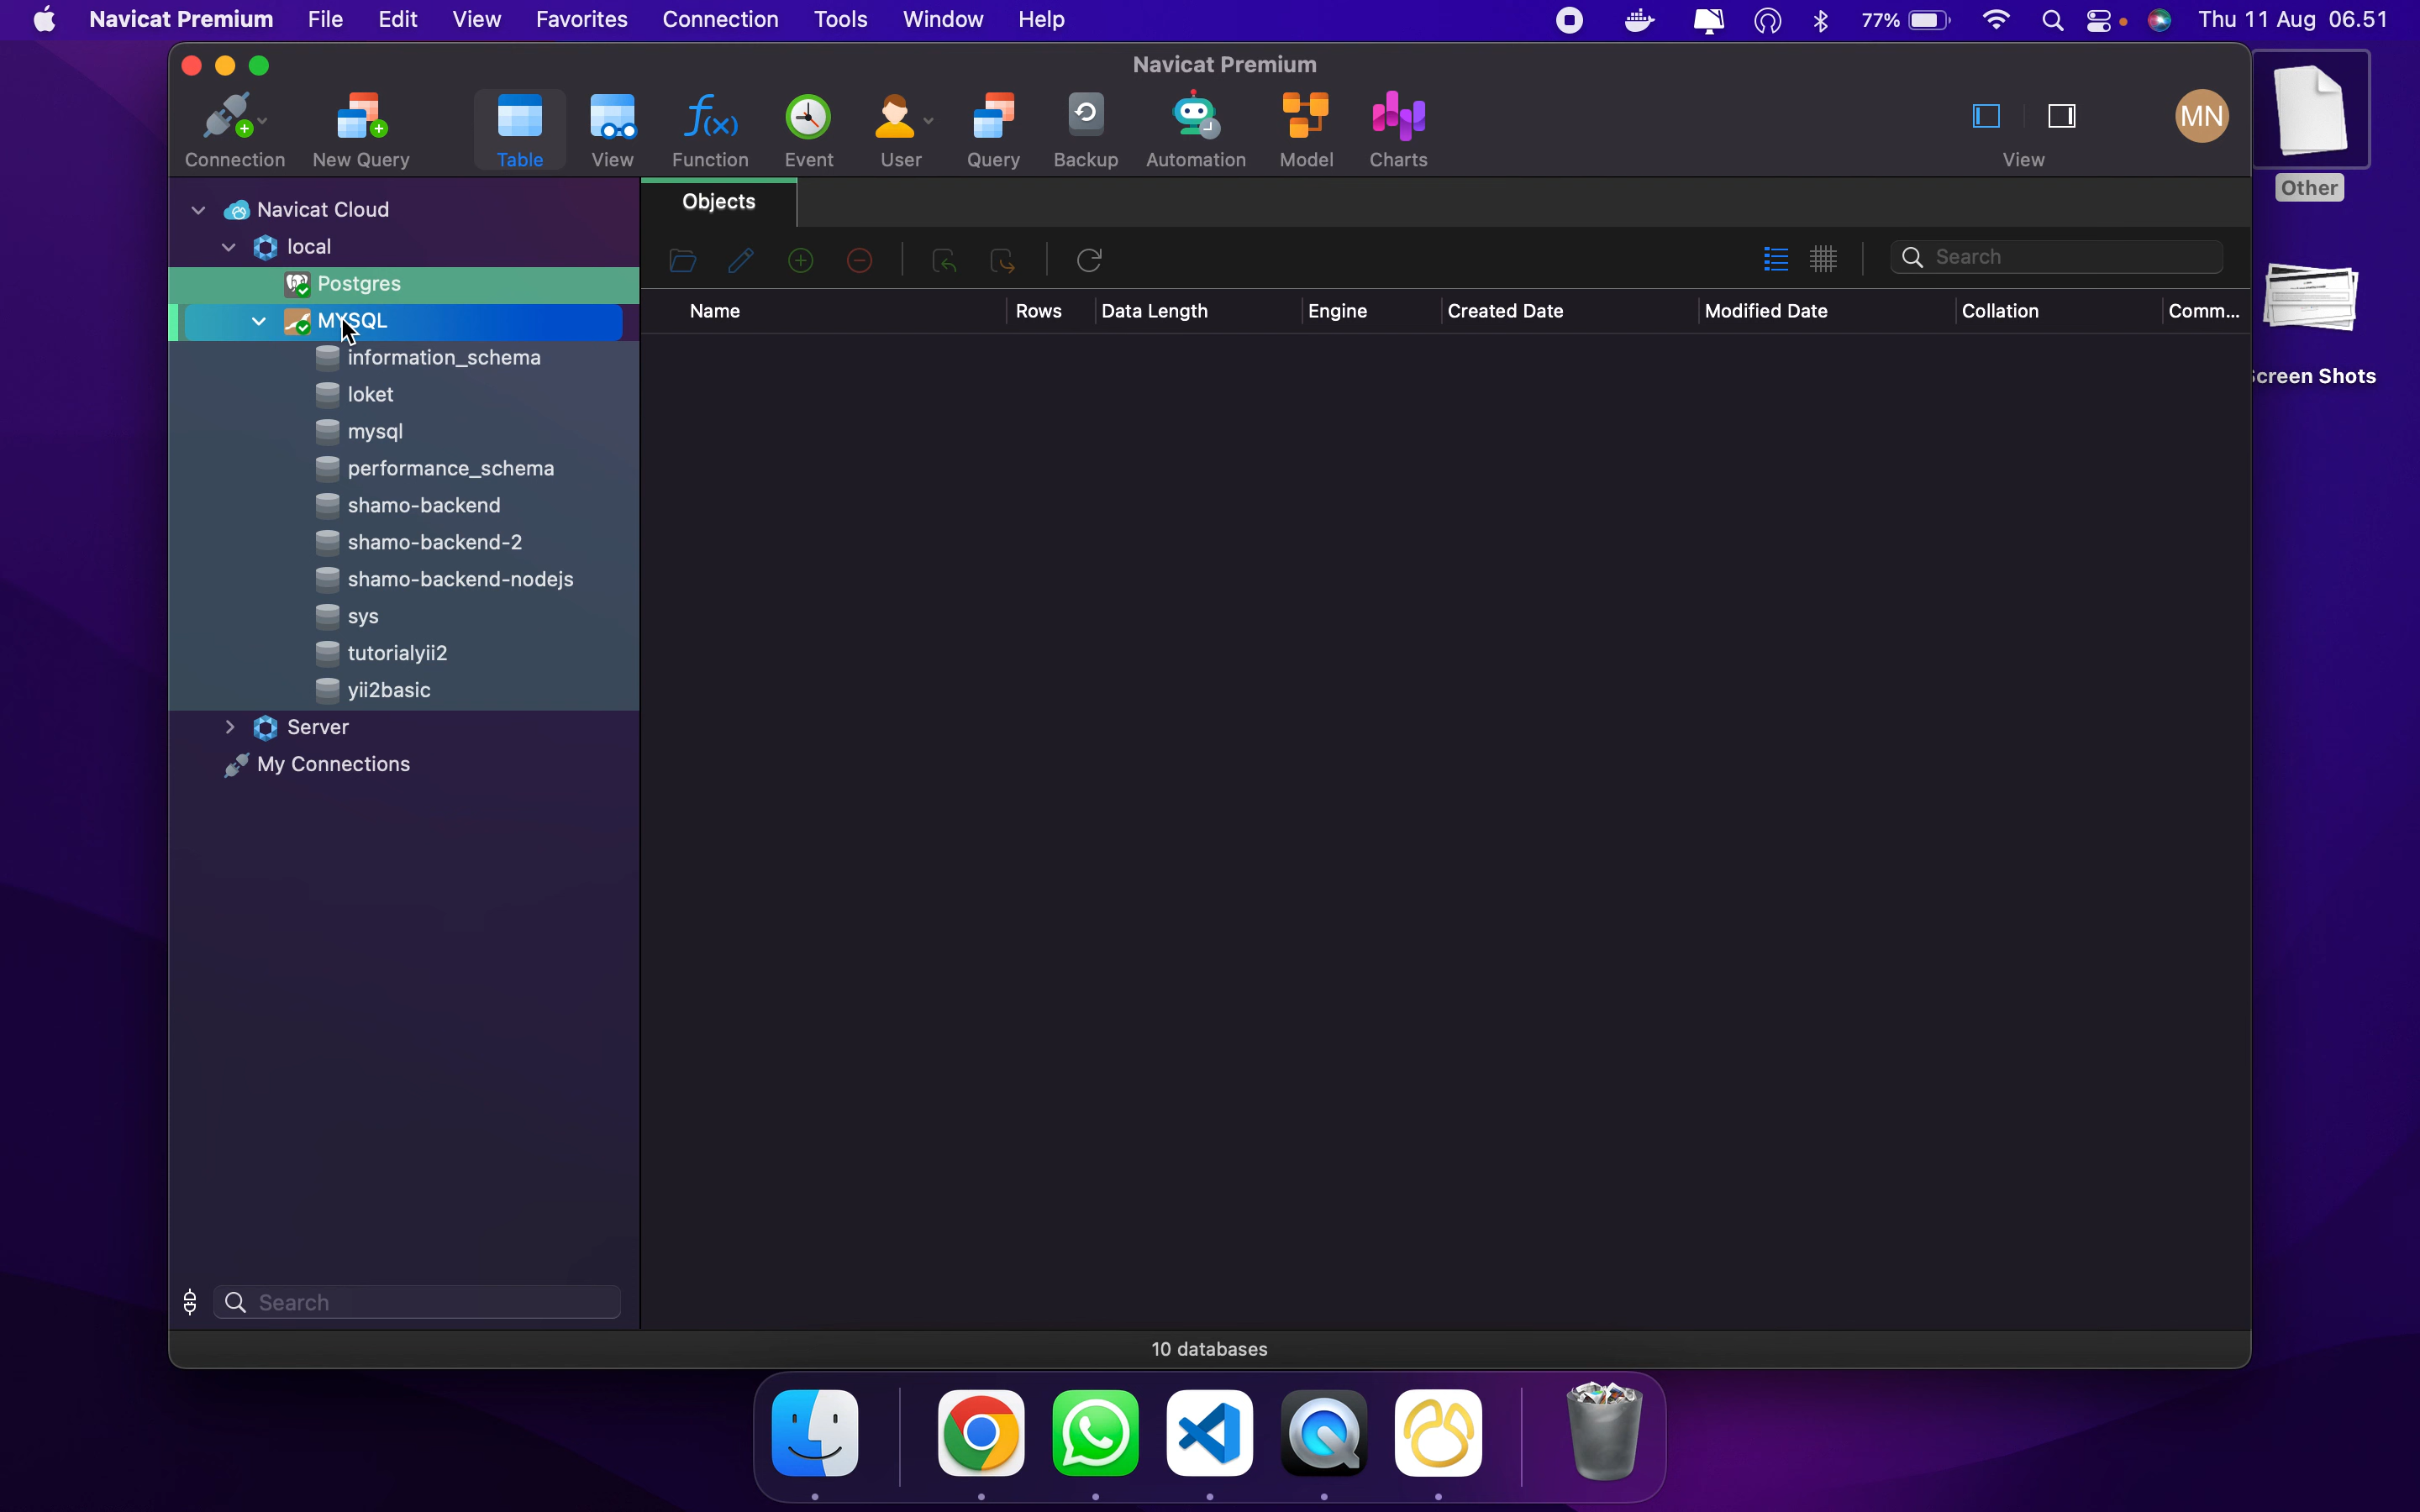 Navicat Premium File Edit View Favorites Connection Tools Window Help 77% Thu 11 Aug 06.51
Navicat Premium
Connection New Query Table View Function Event User Query Backup Automation Model Charts View MN
Other
Navicat Cloud
local
Postgres
MYSQL
information_schema
loket
mysql
performance_schema
shamo-backend
shamo-backend-2
shamo-backend-nodejs
sys
tutorialyii2
yii2basic
Server
My Connections
Search
Objects
Search
Name Rows Data Length Engine Created Date Modified Date Collation Comm...
creen Shots
10 databases